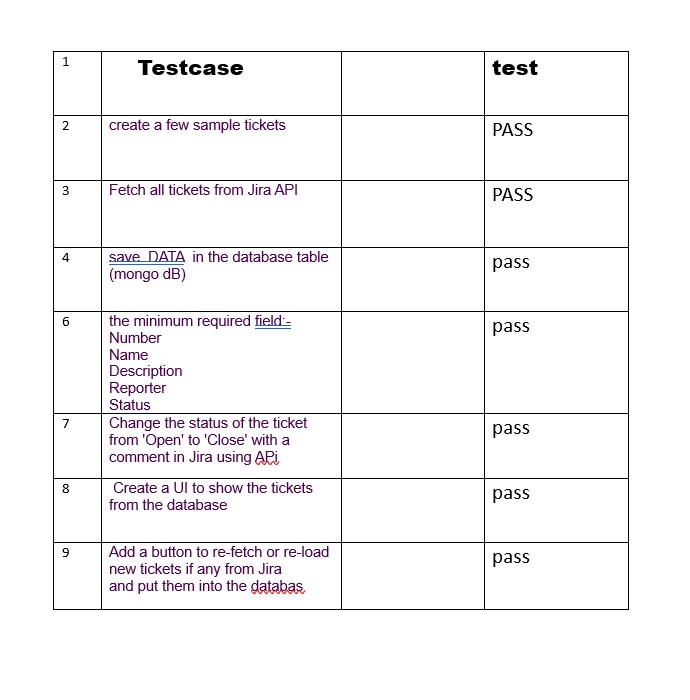 1 Testcase test
2 create a few sample tickets PASS
3 Fetch all tickets from Jira API PASS
4 save DATA in the database table pass
(mongo dB)
6 the minimum required field:- pass
Number
Name
Description
Reporter
Status
7 Change the status of the ticket pass
from 'Open' to 'Close' with a
comment in Jira using APi
8 Create a UI to show the tickets pass
from the database
9 Add a button to re-fetch or re-load pass
new tickets if any from Jira
and put them into the databas